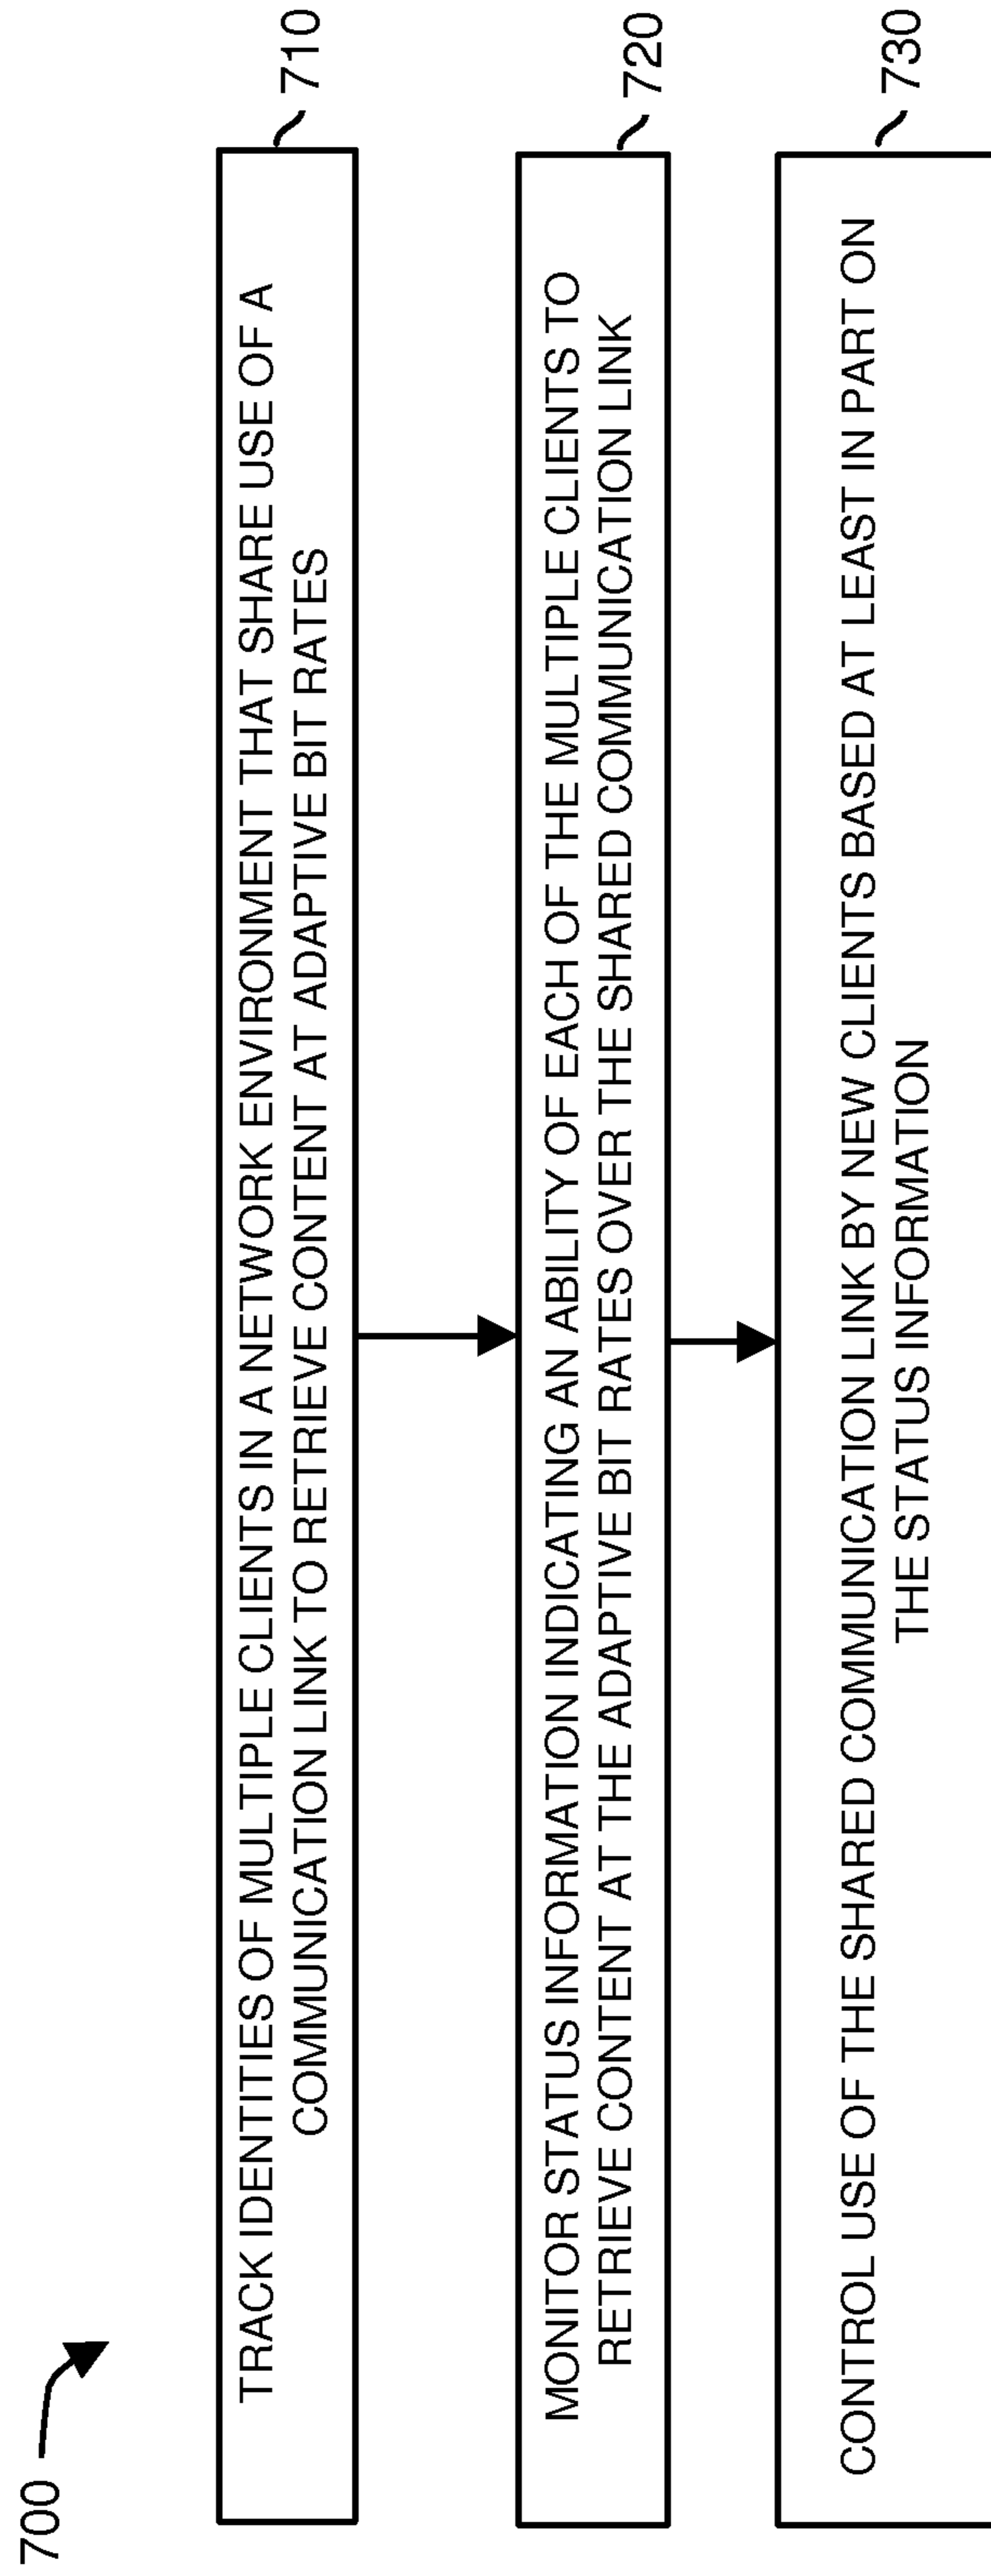 700
TRACK IDENTITIES OF MULTIPLE CLIENTS IN A NETWORK ENVIRONMENT THAT SHARE USE OF A
COMMUNICATION LINK TO RETRIEVE CONTENT AT ADAPTIVE BIT RATES
710
MONITOR STATUS INFORMATION INDICATING AN ABILITY OF EACH OF THE MULTIPLE CLIENTS TO
RETRIEVE CONTENT AT THE ADAPTIVE BIT RATES OVER THE SHARED COMMUNICATION LINK
720
CONTROL USE OF THE SHARED COMMUNICATION LINK BY NEW CLIENTS BASED AT LEAST IN PART ON
THE STATUS INFORMATION
730